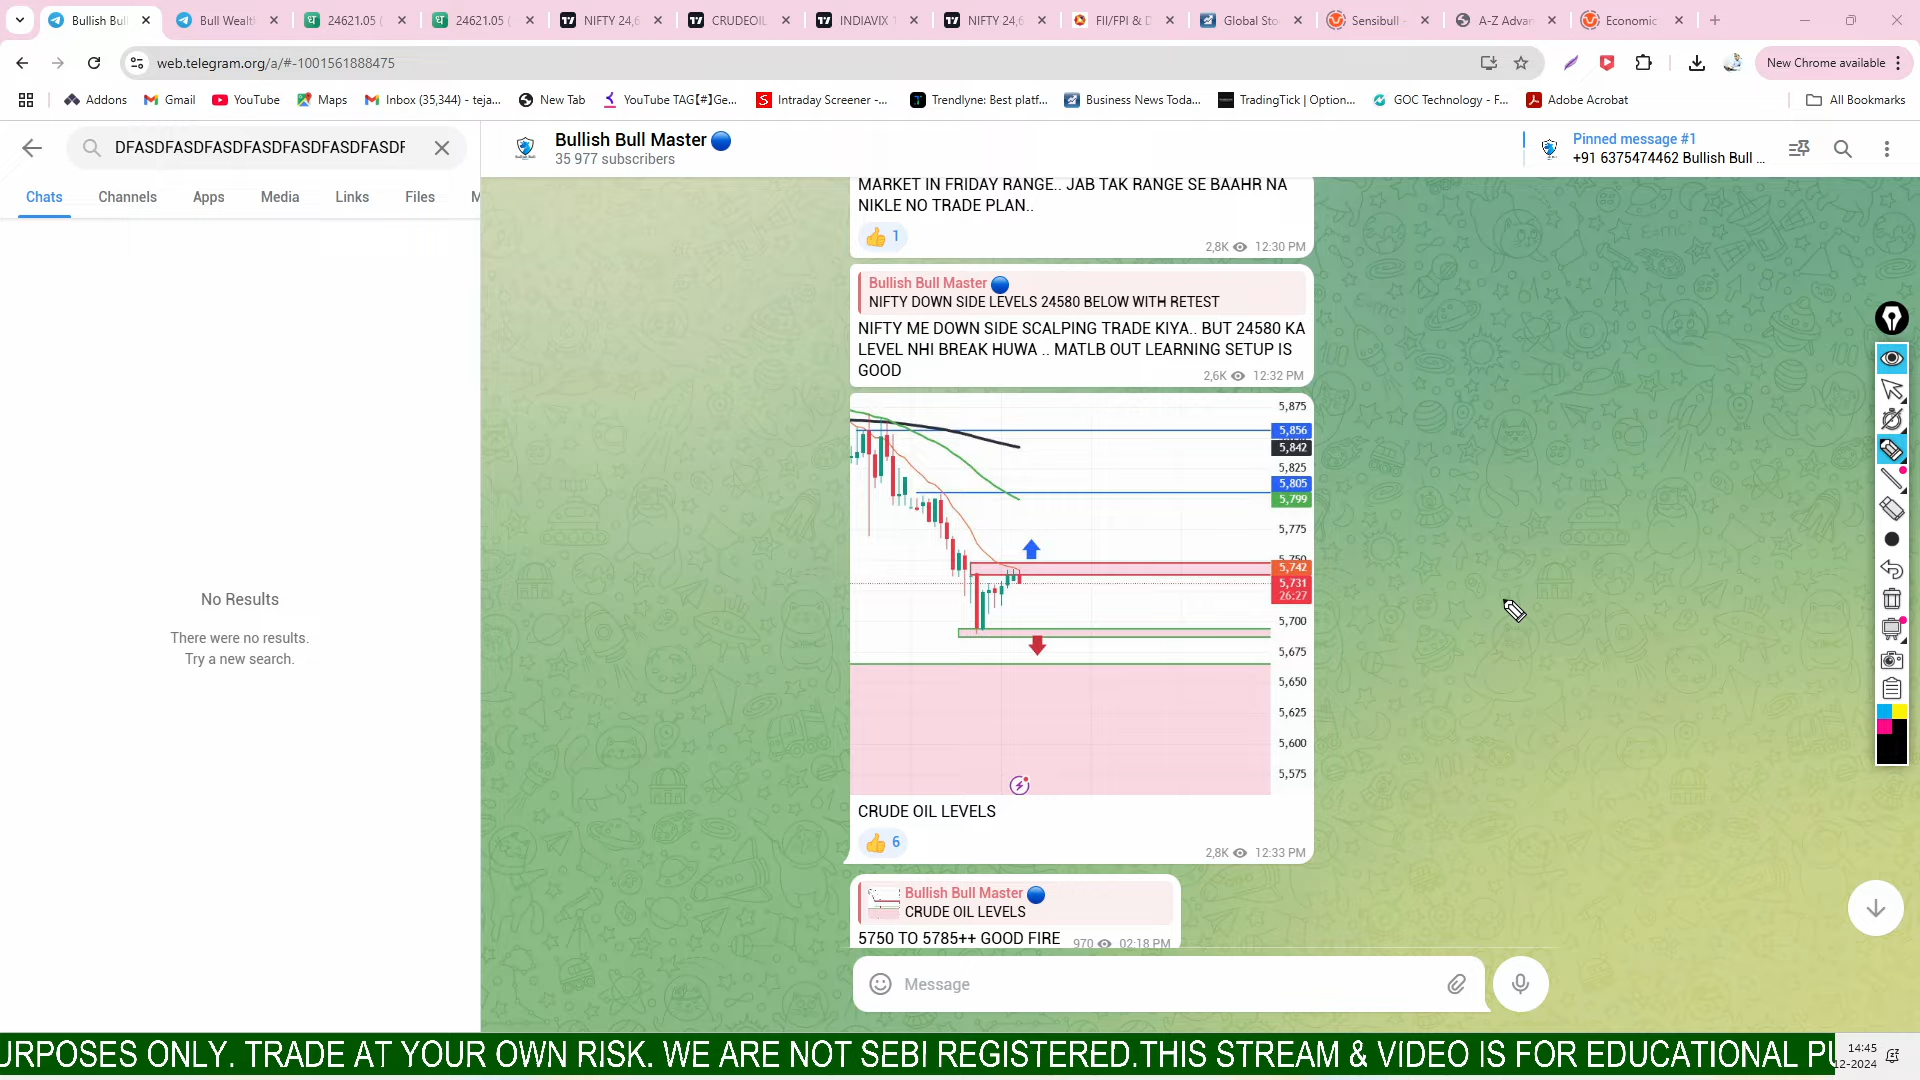 Bullish Bul
Bull Wealt
24621.05 (
24621.05 (
NIFTY 24,6
CRUDEOIL
INDIAVIX 1
NIFTY 24,6
FII/FPI & D
Global Sto
Sensibull -
A-Z Advan
Economic
web.telegram.org/a/#-1001561888475
New Chrome available
Addons
Gmail
YouTube
Maps
Inbox (35,344) - teja...
New Tab
YouTube TAG【#】Ge...
Intraday Screener -...
Trendlyne: Best platf...
Business News Toda...
TradingTick | Option...
GOC Technology - F...
Adobe Acrobat
All Bookmarks
DFASDFASDFASDFASDFASDFASDFASDF
Chats
Channels
Apps
Media
Links
Files
M
No Results
There were no results.
Try a new search.
Bullish Bull Master
35 977 subscribers
Pinned message #1
+91 6375474462 Bullish Bull ...
MARKET IN FRIDAY RANGE.. JAB TAK RANGE SE BAAHR NA
NIKLE NO TRADE PLAN..
👍 1
2,8K 12:30 PM
Bullish Bull Master
NIFTY DOWN SIDE LEVELS 24580 BELOW WITH RETEST
NIFTY ME DOWN SIDE SCALPING TRADE KIYA.. BUT 24580 KA
LEVEL NHI BREAK HUWA .. MATLB OUT LEARNING SETUP IS
GOOD
2,6K 12:32 PM
5,875
5,856
5,842
5,825
5,805
5,799
5,775
5,750
5,742
5,731
26:27
5,700
5,675
5,650
5,625
5,600
5,575
CRUDE OIL LEVELS
👍 6
2,8K 12:33 PM
Bullish Bull Master
CRUDE OIL LEVELS
5750 TO 5785++ GOOD FIRE
970 02:18 PM
Message
URPOSES ONLY. TRADE AT YOUR OWN RISK. WE ARE NOT SEBI REGISTERED.THIS STREAM & VIDEO IS FOR EDUCATIONAL PU
14:45
12-2024